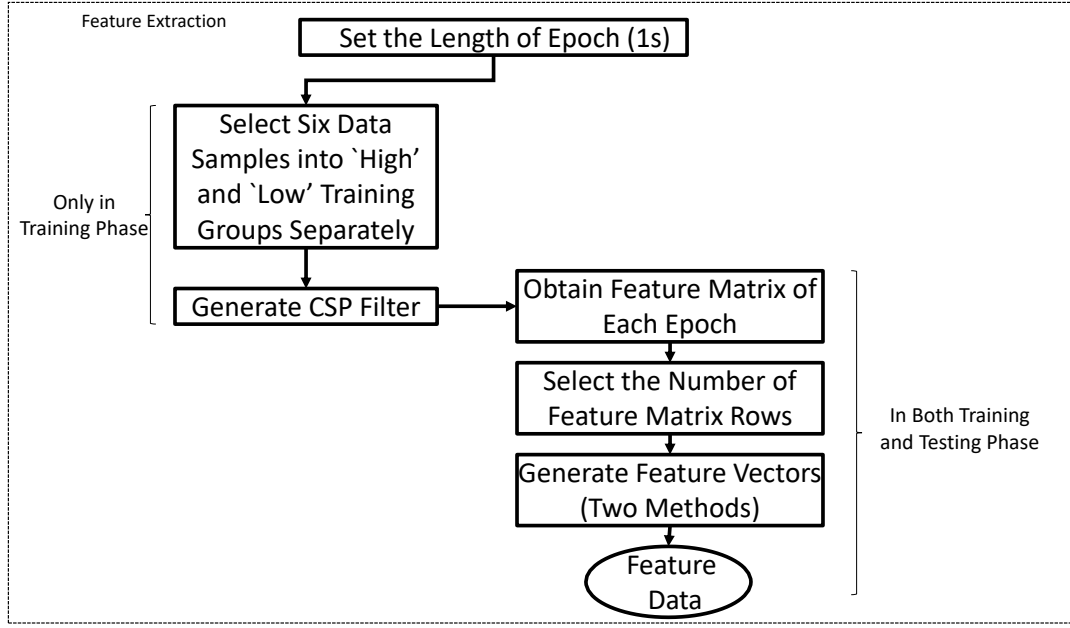 Feature Extraction
Set the Length of Epoch (1s)
Select Six Data
Samples into `High’
and `Low’ Training
Groups Separately
Only in
Training Phase
Generate CSP Filter
Obtain Feature Matrix of
Each Epoch
Select the Number of
Feature Matrix Rows
In Both Training
and Testing Phase
Generate Feature Vectors
(Two Methods)
Feature
Data